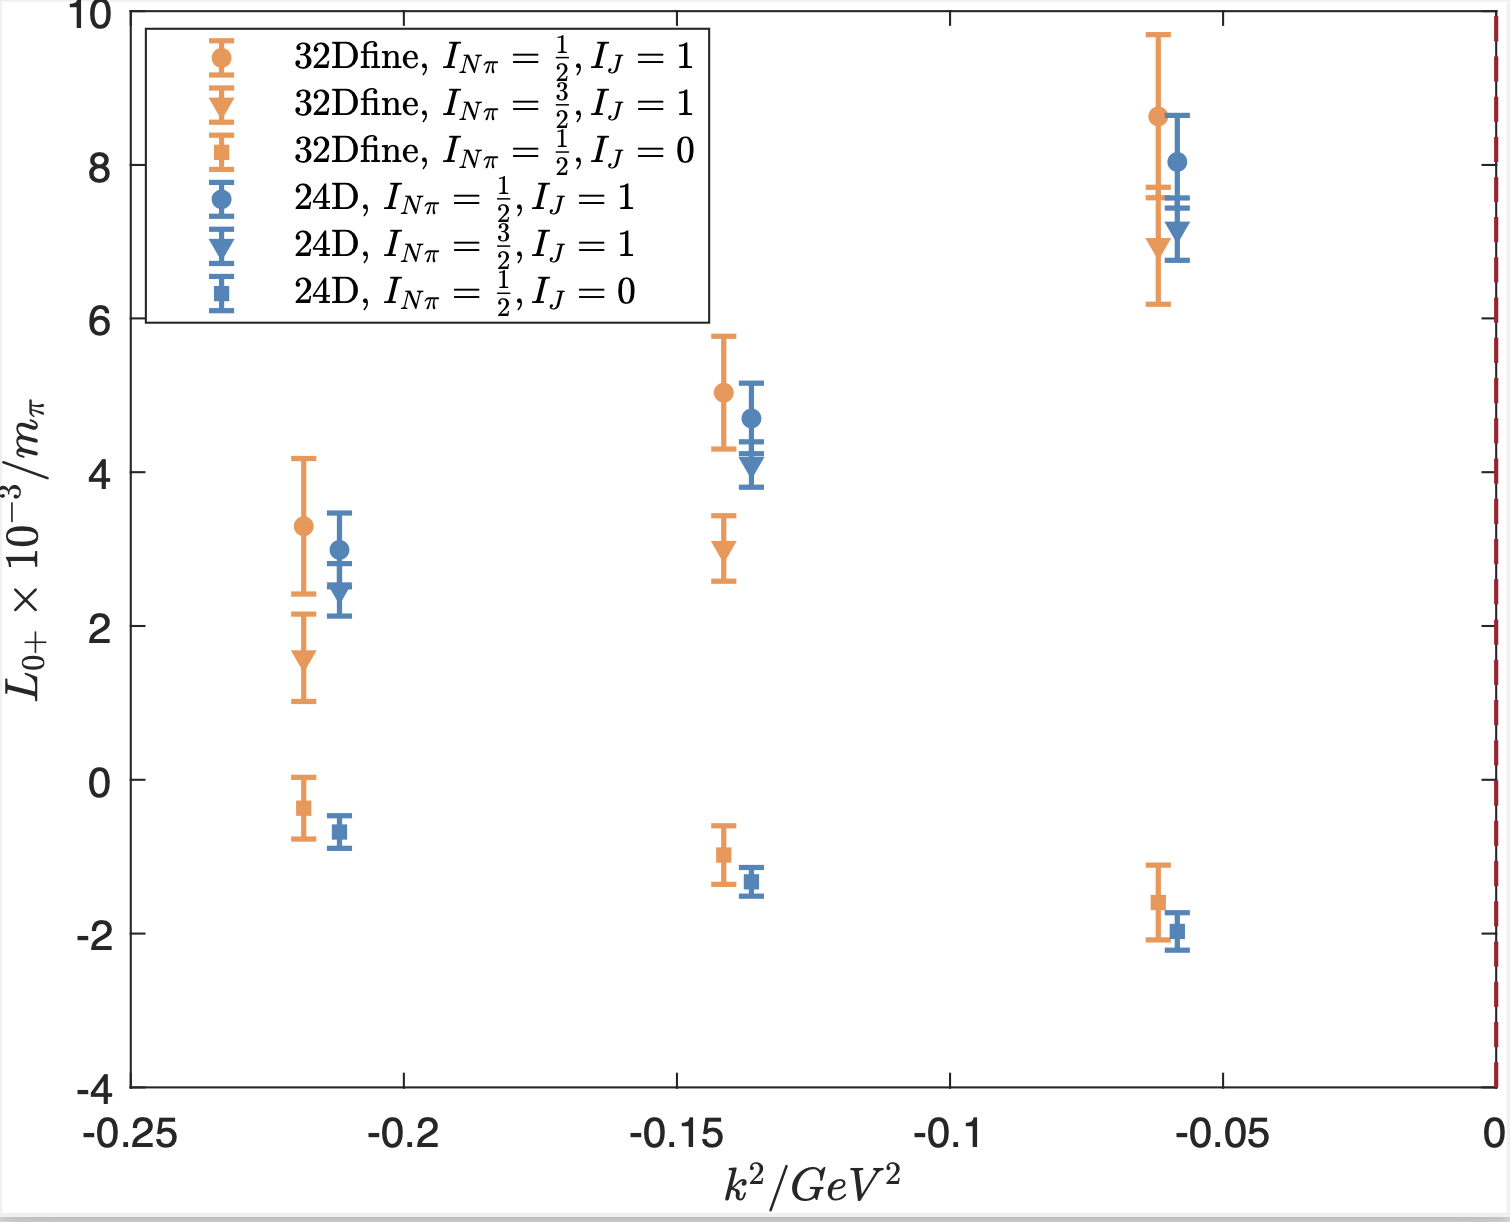 32Dfine, I_{Nπ} = 1/2, I_J = 1
32Dfine, I_{Nπ} = 3/2, I_J = 1
32Dfine, I_{Nπ} = 1/2, I_J = 0
24D, I_{Nπ} = 1/2, I_J = 1
24D, I_{Nπ} = 3/2, I_J = 1
24D, I_{Nπ} = 1/2, I_J = 0
10
8
6
4
2
0
-2
-4
L_{0+} × 10^{-3}/m_π
-0.25 -0.2 -0.15 -0.1 -0.05 0
k^2/GeV^2